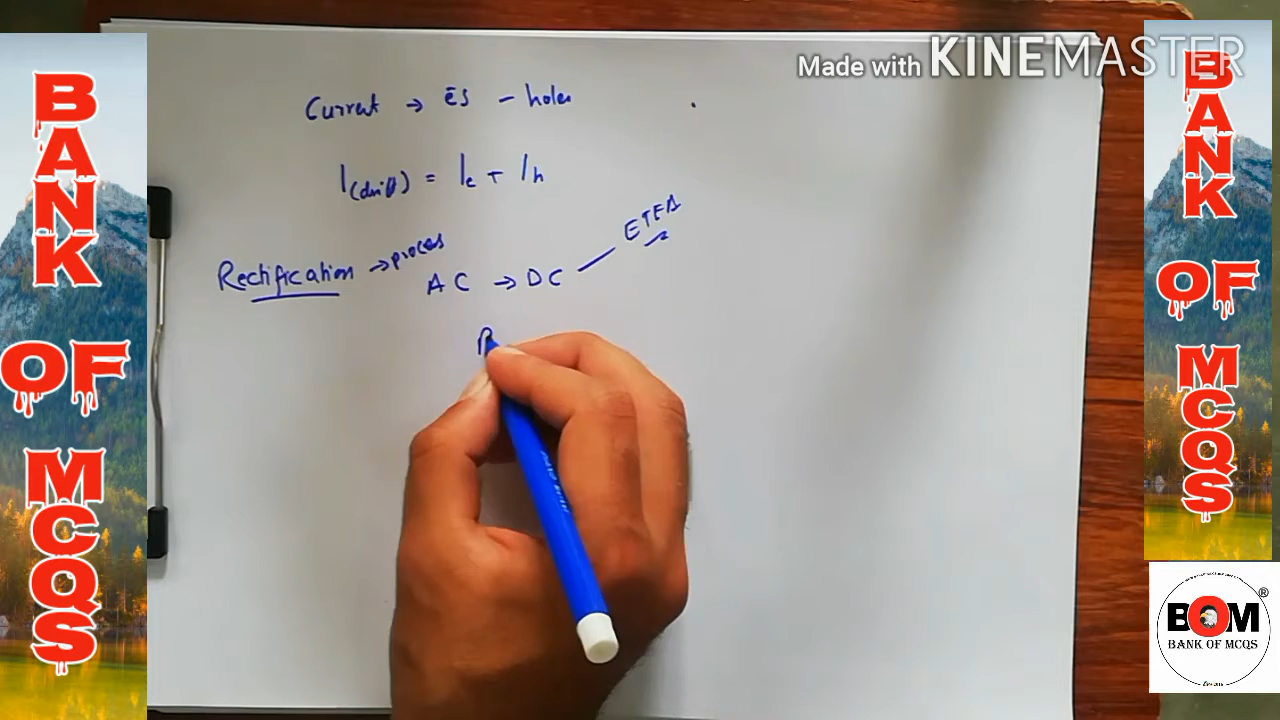 Made with KINEMASTER
BANK OF MCQS
Current → ēs - holes
I(drift) = Ie + Ih
Rectification → process
AC → DC — ETEA
R
BANK OF MCQS
BOM ®
BANK OF MCQS